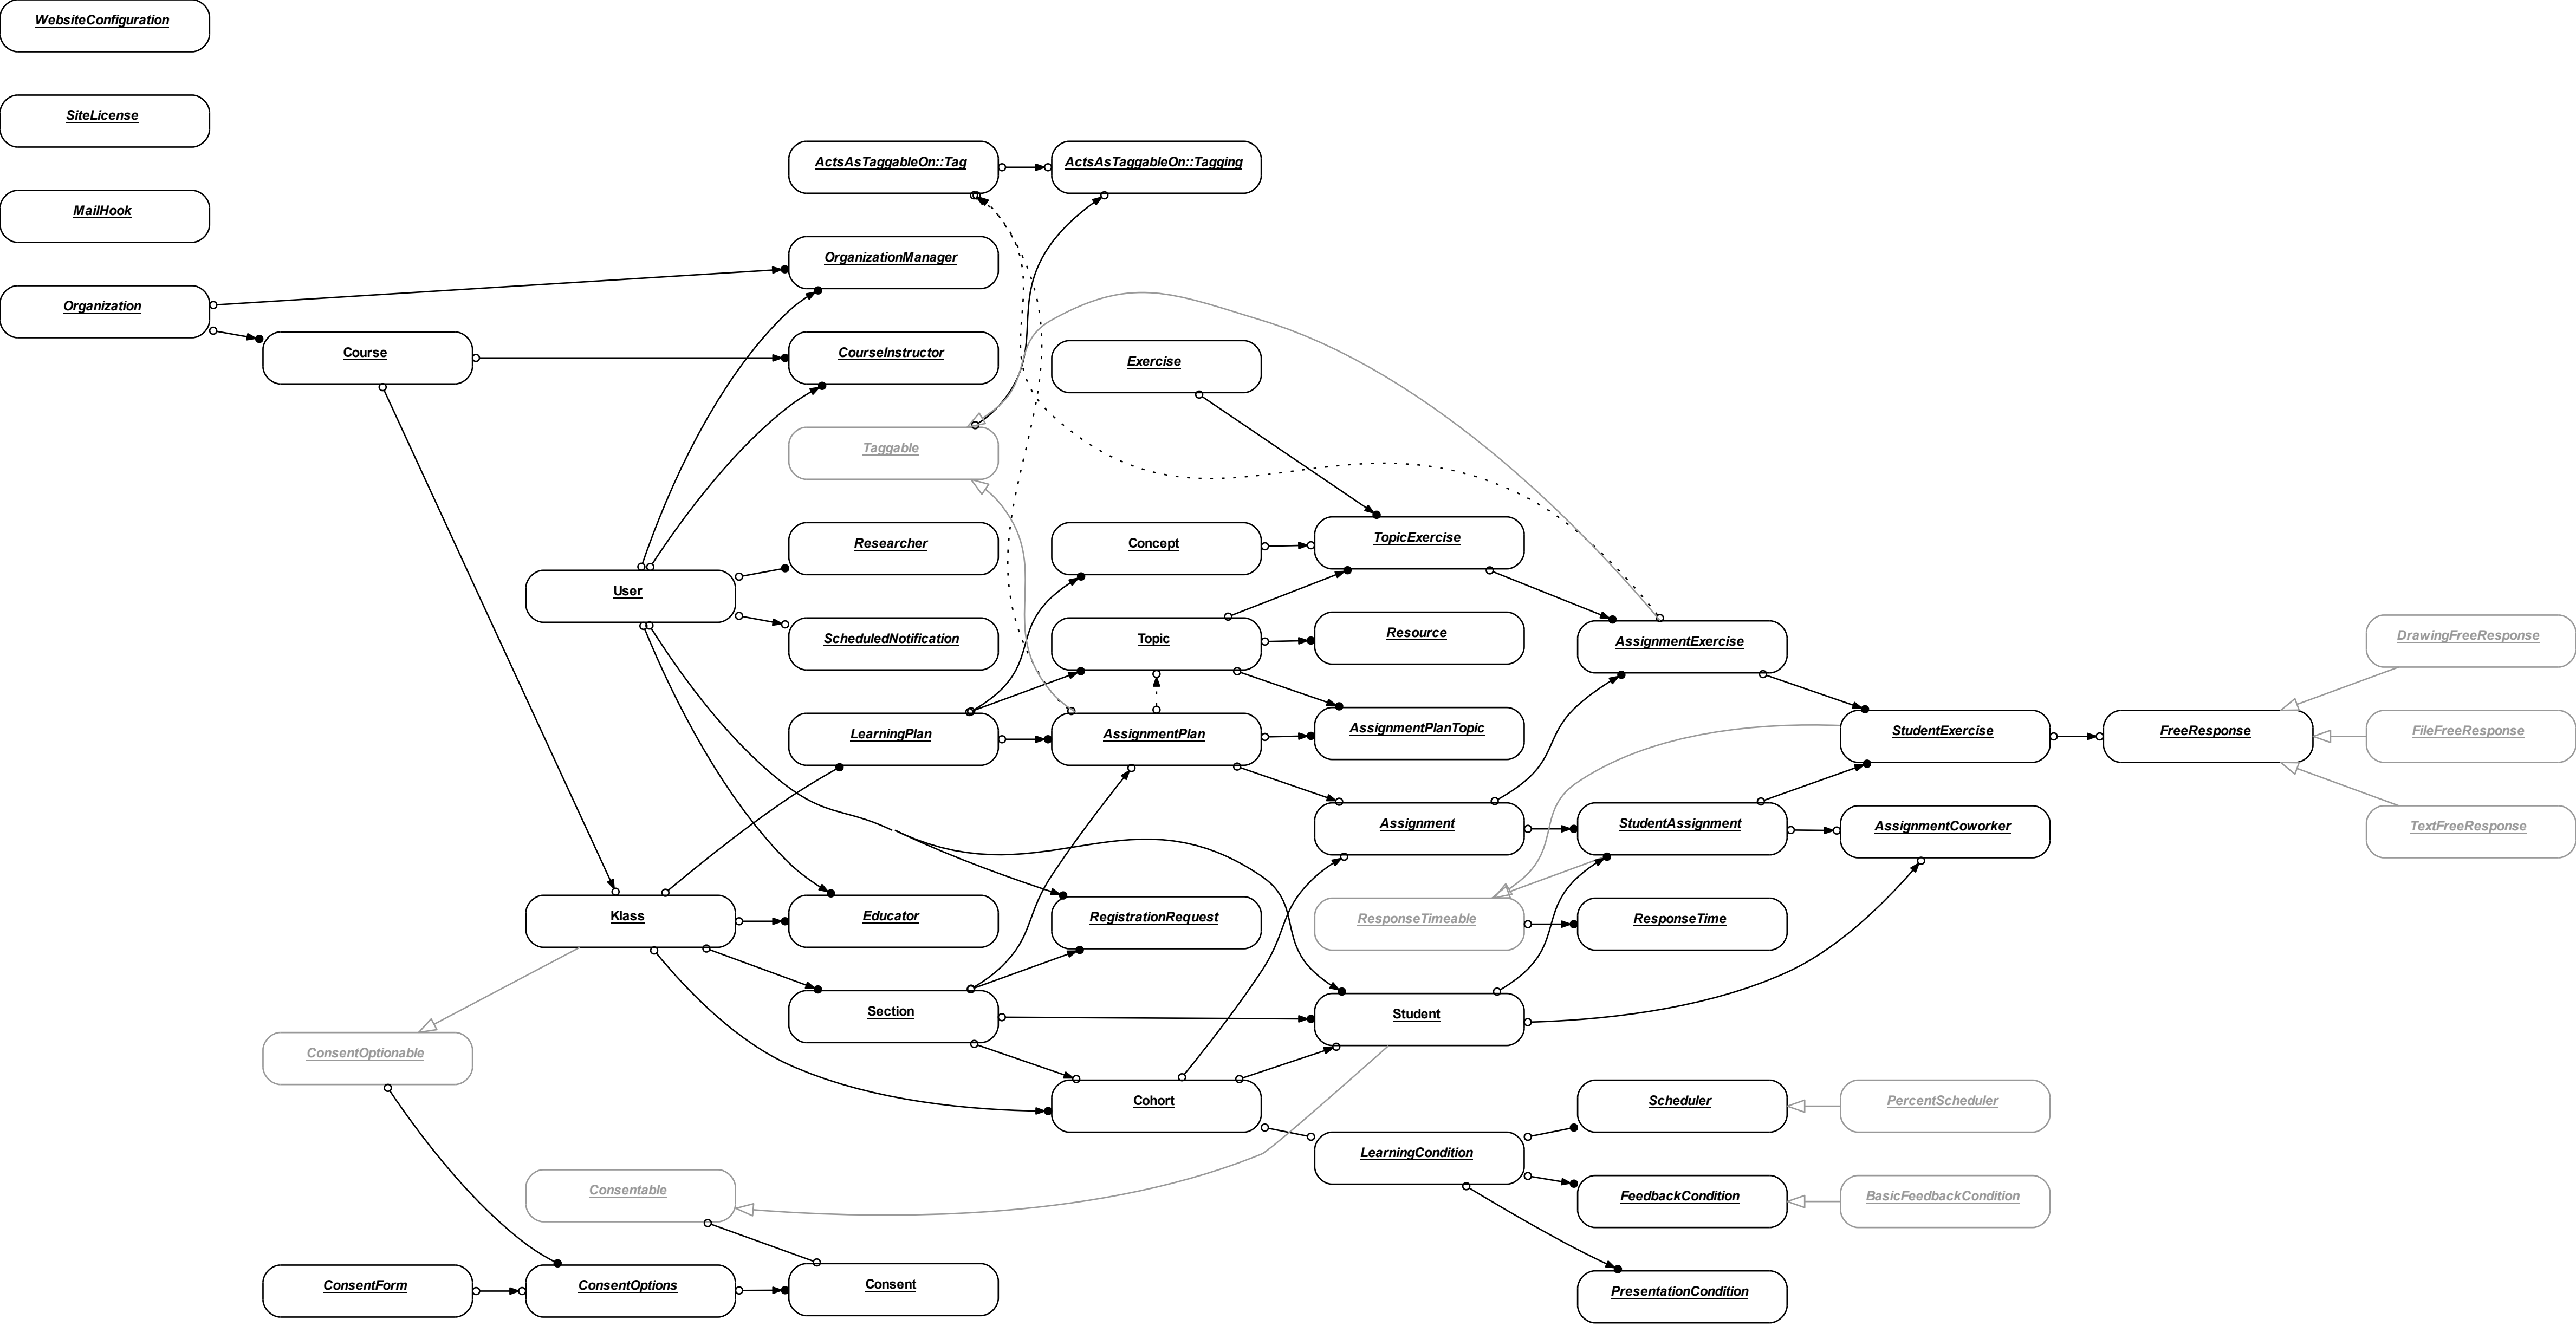 WebsiteConfiguration
SiteLicense
MailHook
Organization
Course
ActsAsTaggableOn::Tag
ActsAsTaggableOn::Tagging
OrganizationManager
CourseInstructor
Exercise
Taggable
Researcher
Concept
TopicExercise
User
ScheduledNotification
Topic
Resource
AssignmentExercise
DrawingFreeResponse
LearningPlan
AssignmentPlan
AssignmentPlanTopic
StudentExercise
FreeResponse
FileFreeResponse
Assignment
StudentAssignment
AssignmentCoworker
TextFreeResponse
Klass
Educator
RegistrationRequest
ResponseTimeable
ResponseTime
Section
Student
ConsentOptionable
Cohort
Scheduler
PercentScheduler
LearningCondition
Consentable
FeedbackCondition
BasicFeedbackCondition
ConsentForm
ConsentOptions
Consent
PresentationCondition